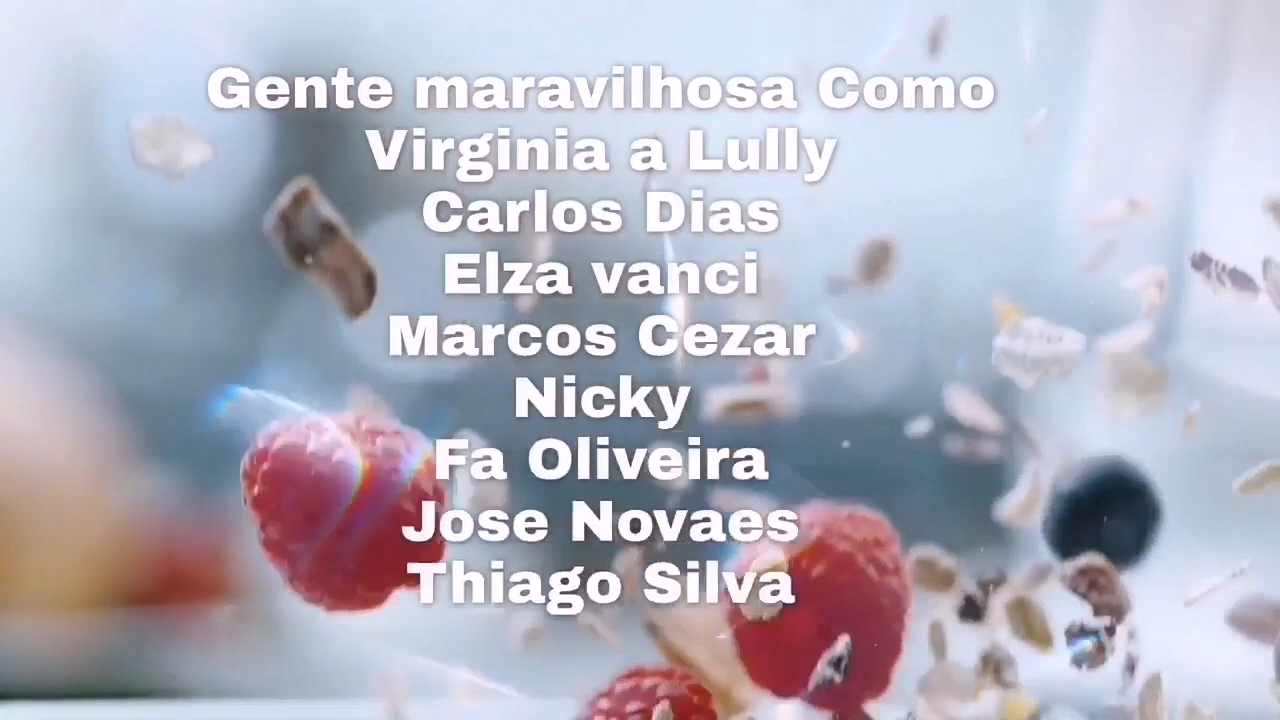 Gente maravilhosa Como
Virginia a Lully
Carlos Dias
Elza vanci
Marcos Cezar
Nicky
Fa Oliveira
Jose Novaes
Thiago Silva